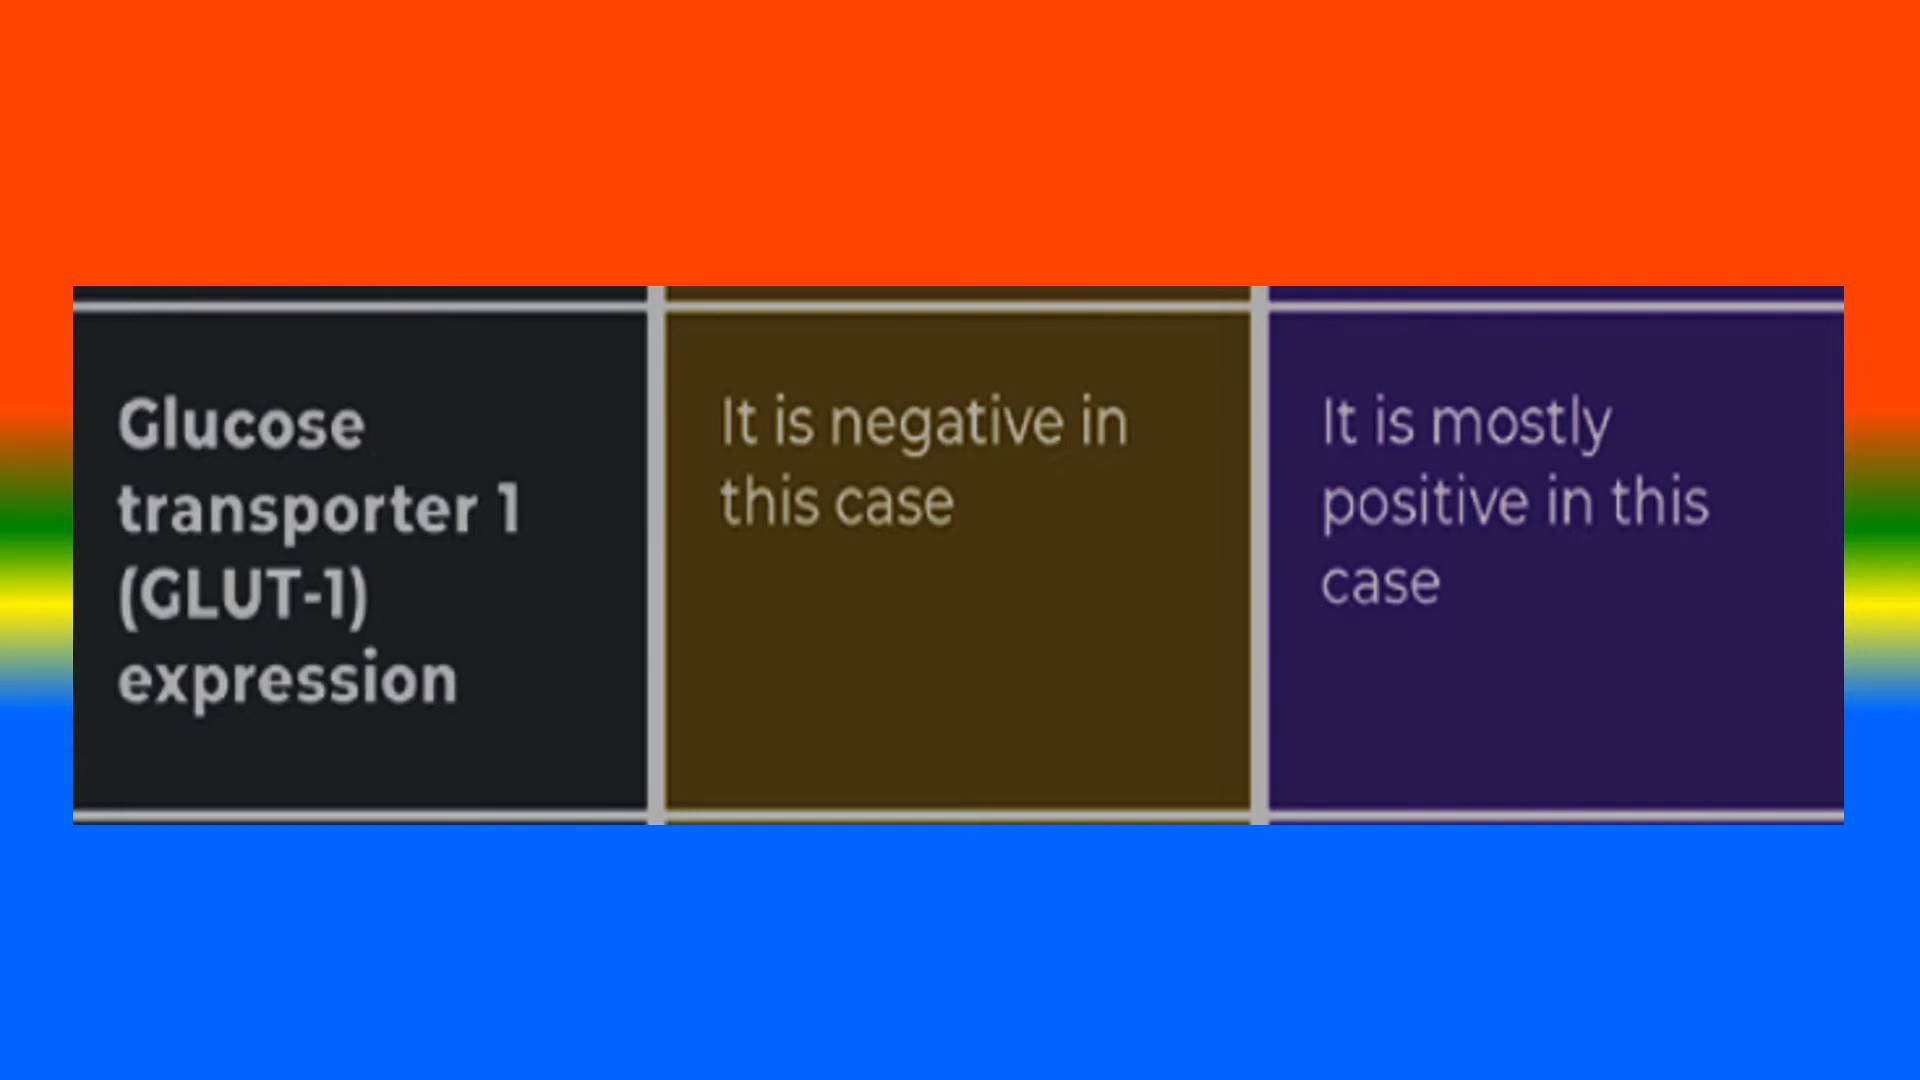 Glucose
transporter 1
(GLUT-1)
expression
It is negative in
this case
It is mostly
positive in this
case